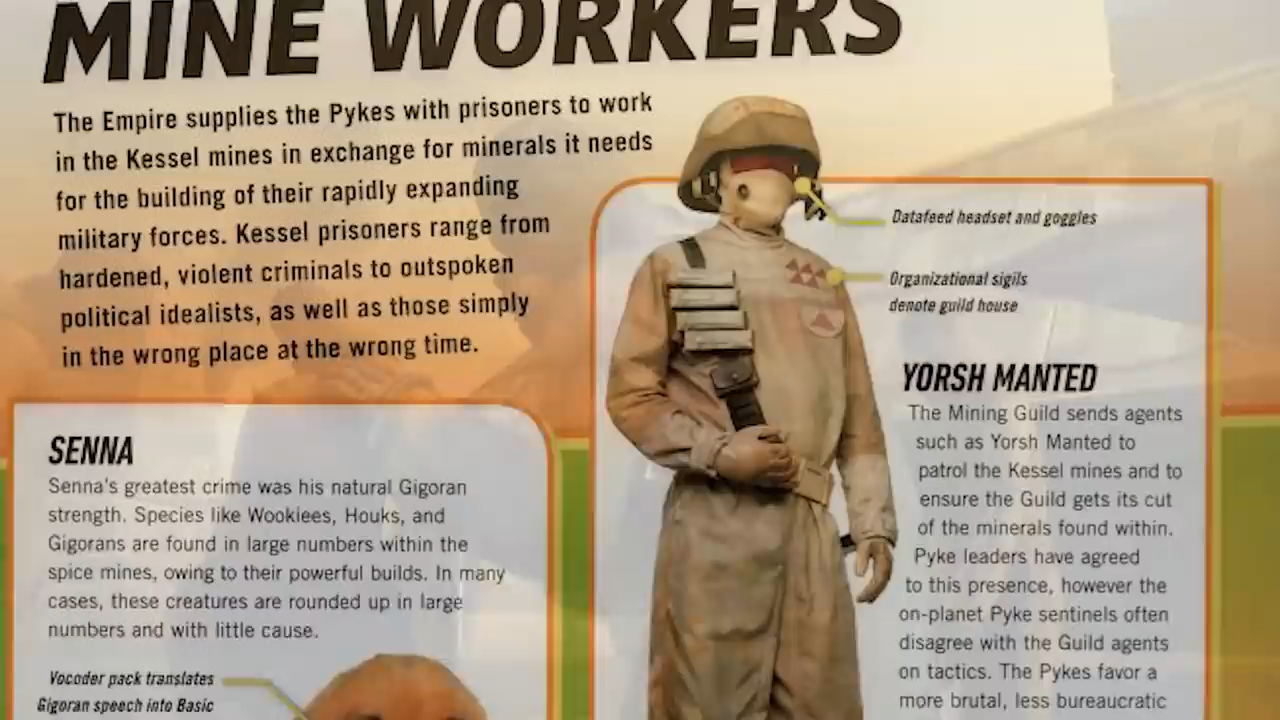 MINE WORKERS
The Empire supplies the Pykes with prisoners to work
in the Kessel mines in exchange for minerals it needs
for the building of their rapidly expanding
military forces. Kessel prisoners range from
hardened, violent criminals to outspoken
political idealists, as well as those simply
in the wrong place at the wrong time.
SENNA
Senna's greatest crime was his natural Gigoran
strength. Species like Wookiees, Houks, and
Gigorans are found in large numbers within the
spice mines, owing to their powerful builds. In many
cases, these creatures are rounded up in large
numbers and with little cause.
Vocoder pack translates
Gigoran speech into Basic
Datafeed headset and goggles
Organizational sigils
denote guild house
YORSH MANTED
The Mining Guild sends agents
such as Yorsh Manted to
patrol the Kessel mines and to
ensure the Guild gets its cut
of the minerals found within.
Pyke leaders have agreed
to this presence, however the
on-planet Pyke sentinels often
disagree with the Guild agents
on tactics. The Pykes favor a
more brutal, less bureaucratic